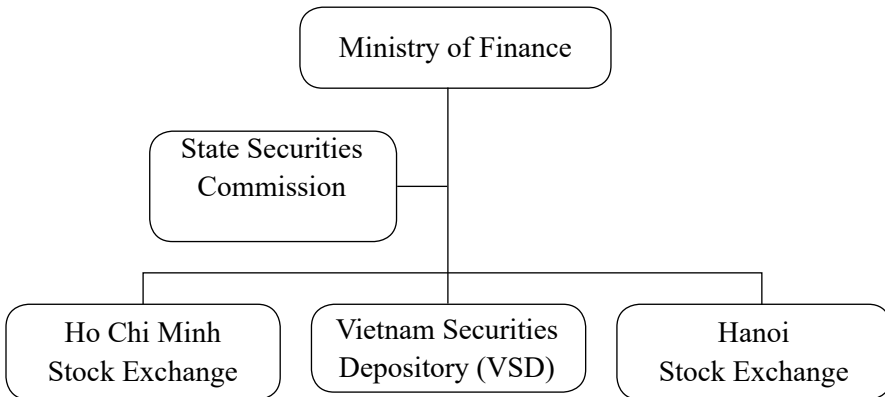 Ministry of Finance
State Securities
Commission
Ho Chi Minh
Stock Exchange
Vietnam Securities
Depository (VSD)
Hanoi
Stock Exchange